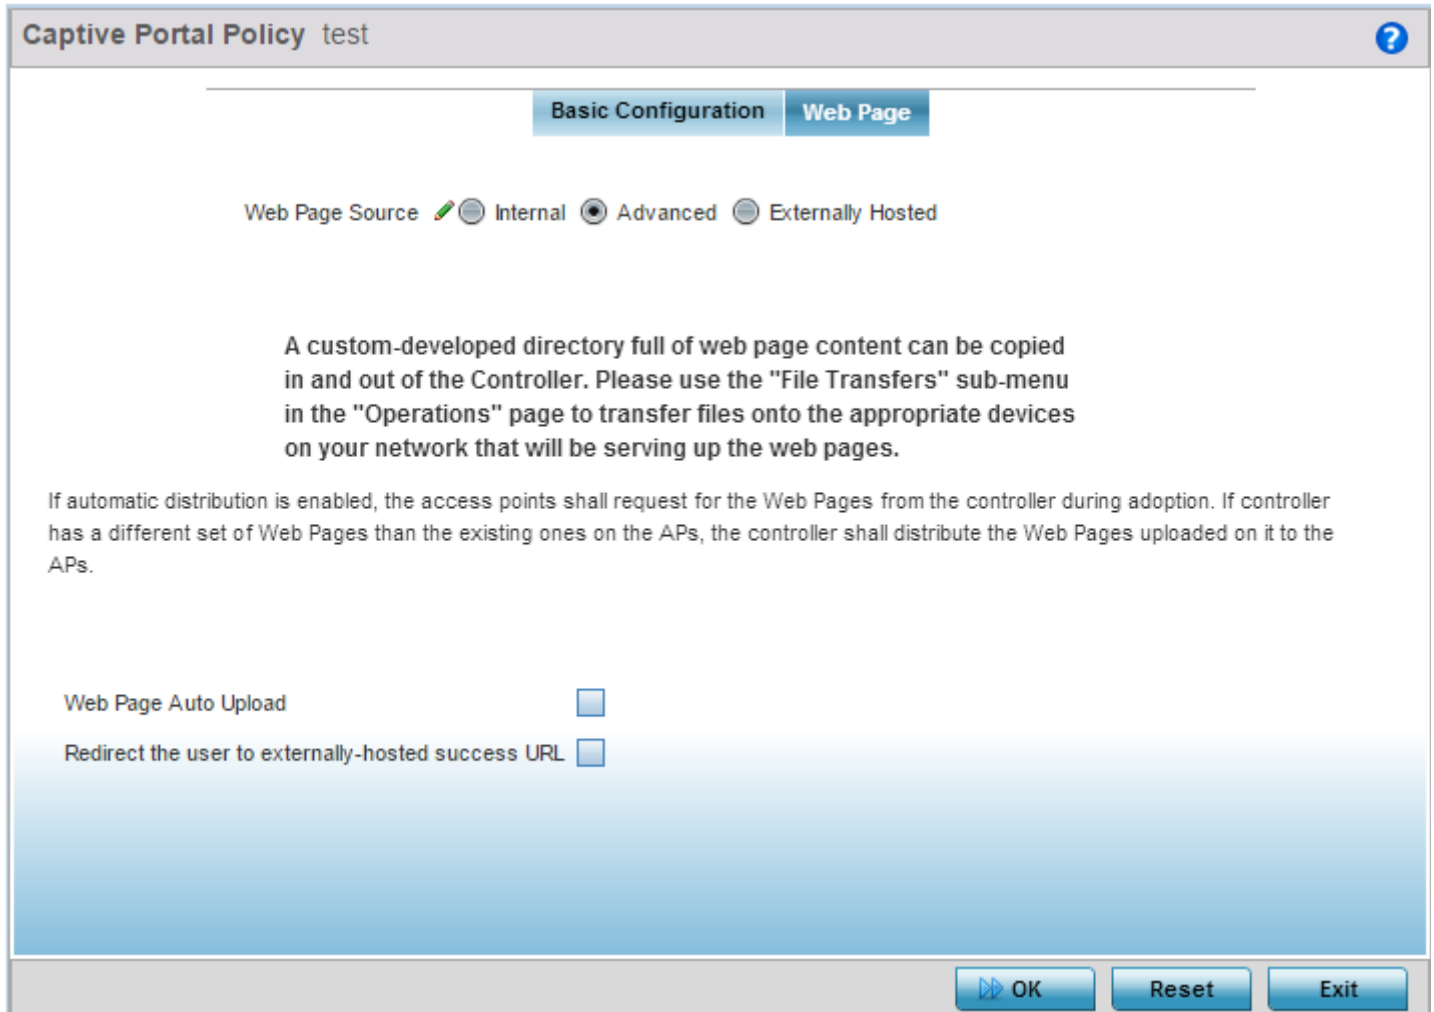 Captive Portal Policy test
?
Basic Configuration Web Page
Web Page Source Internal Advanced Externally Hosted
A custom-developed directory full of web page content can be copied
in and out of the Controller. Please use the "File Transfers" sub-menu
in the "Operations" page to transfer files onto the appropriate devices
on your network that will be serving up the web pages.
If automatic distribution is enabled, the access points shall request for the Web Pages from the controller during adoption. If controller
has a different set of Web Pages than the existing ones on the APs, the controller shall distribute the Web Pages uploaded on it to the
APs.
Web Page Auto Upload
Redirect the user to externally-hosted success URL
OK Reset Exit